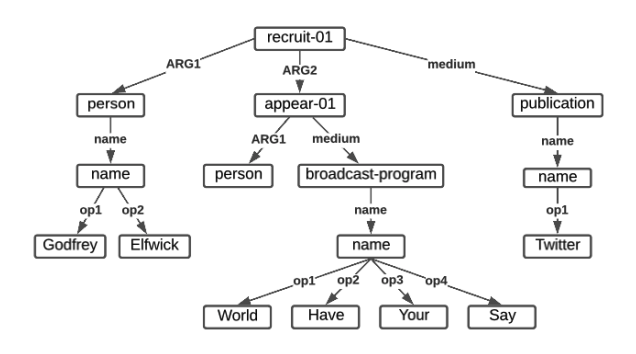 recruit-01
ARG1 ARG2 medium
person appear-01 publication
name ARG1 medium name
name person broadcast-program name
op1 op2 name op1
Godfrey Elfwick name Twitter
op1 op2 op3 op4
World Have Your Say